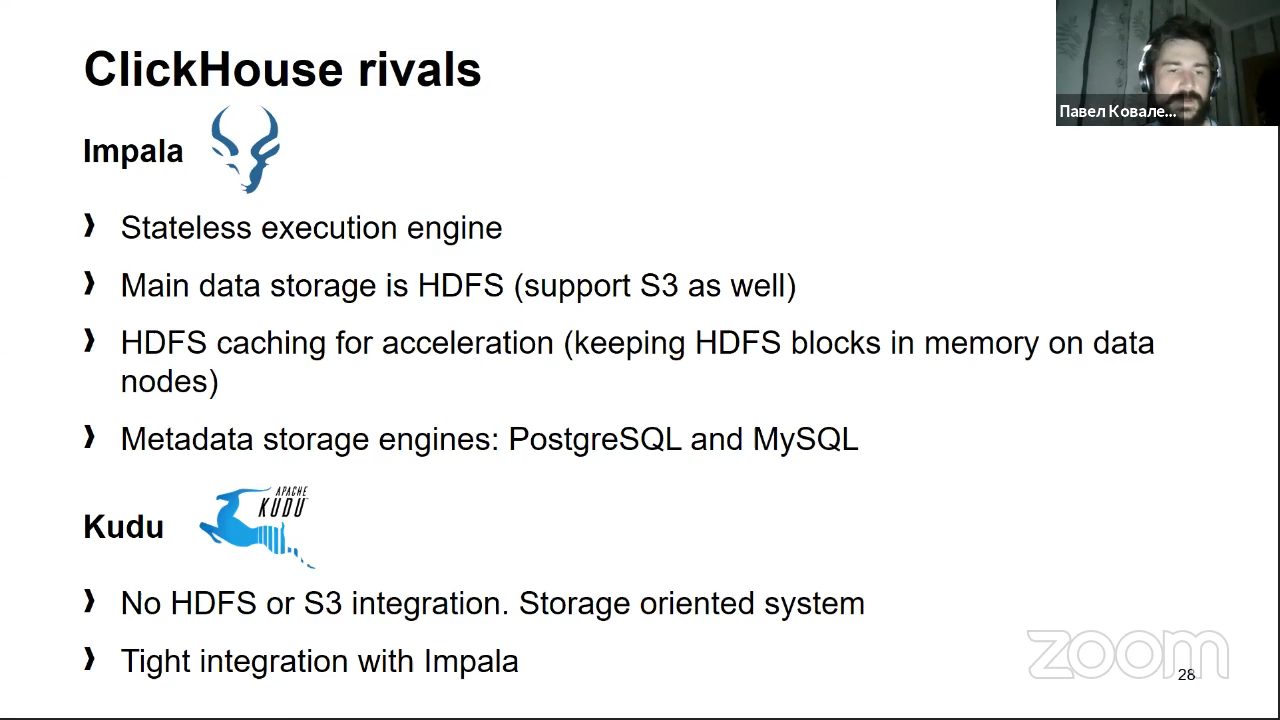 ClickHouse rivals
Павел Ковале...
Impala
❫ Stateless execution engine
❫ Main data storage is HDFS (support S3 as well)
❫ HDFS caching for acceleration (keeping HDFS blocks in memory on data
nodes)
❫ Metadata storage engines: PostgreSQL and MySQL
APACHE
KUDU
Kudu
❫ No HDFS or S3 integration. Storage oriented system
❫ Tight integration with Impala
zoom
28